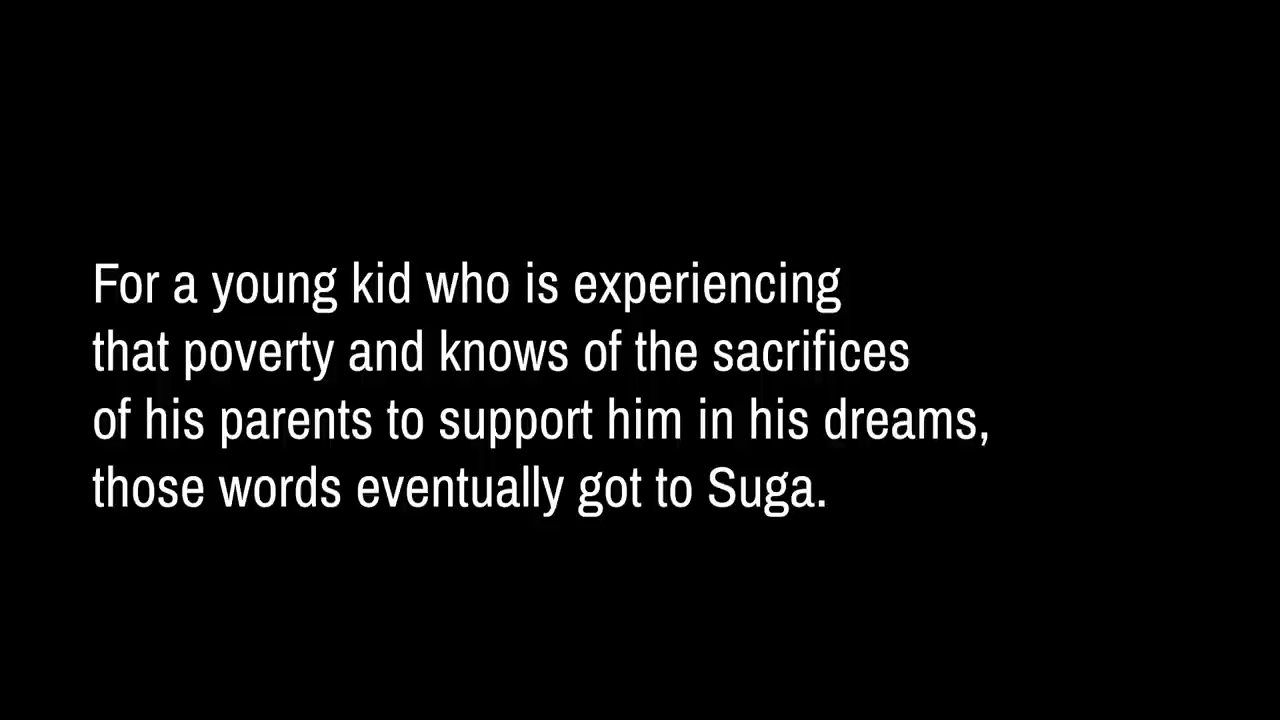 For a young kid who is experiencing
that poverty and knows of the sacrifices
of his parents to support him in his dreams,
those words eventually got to Suga.